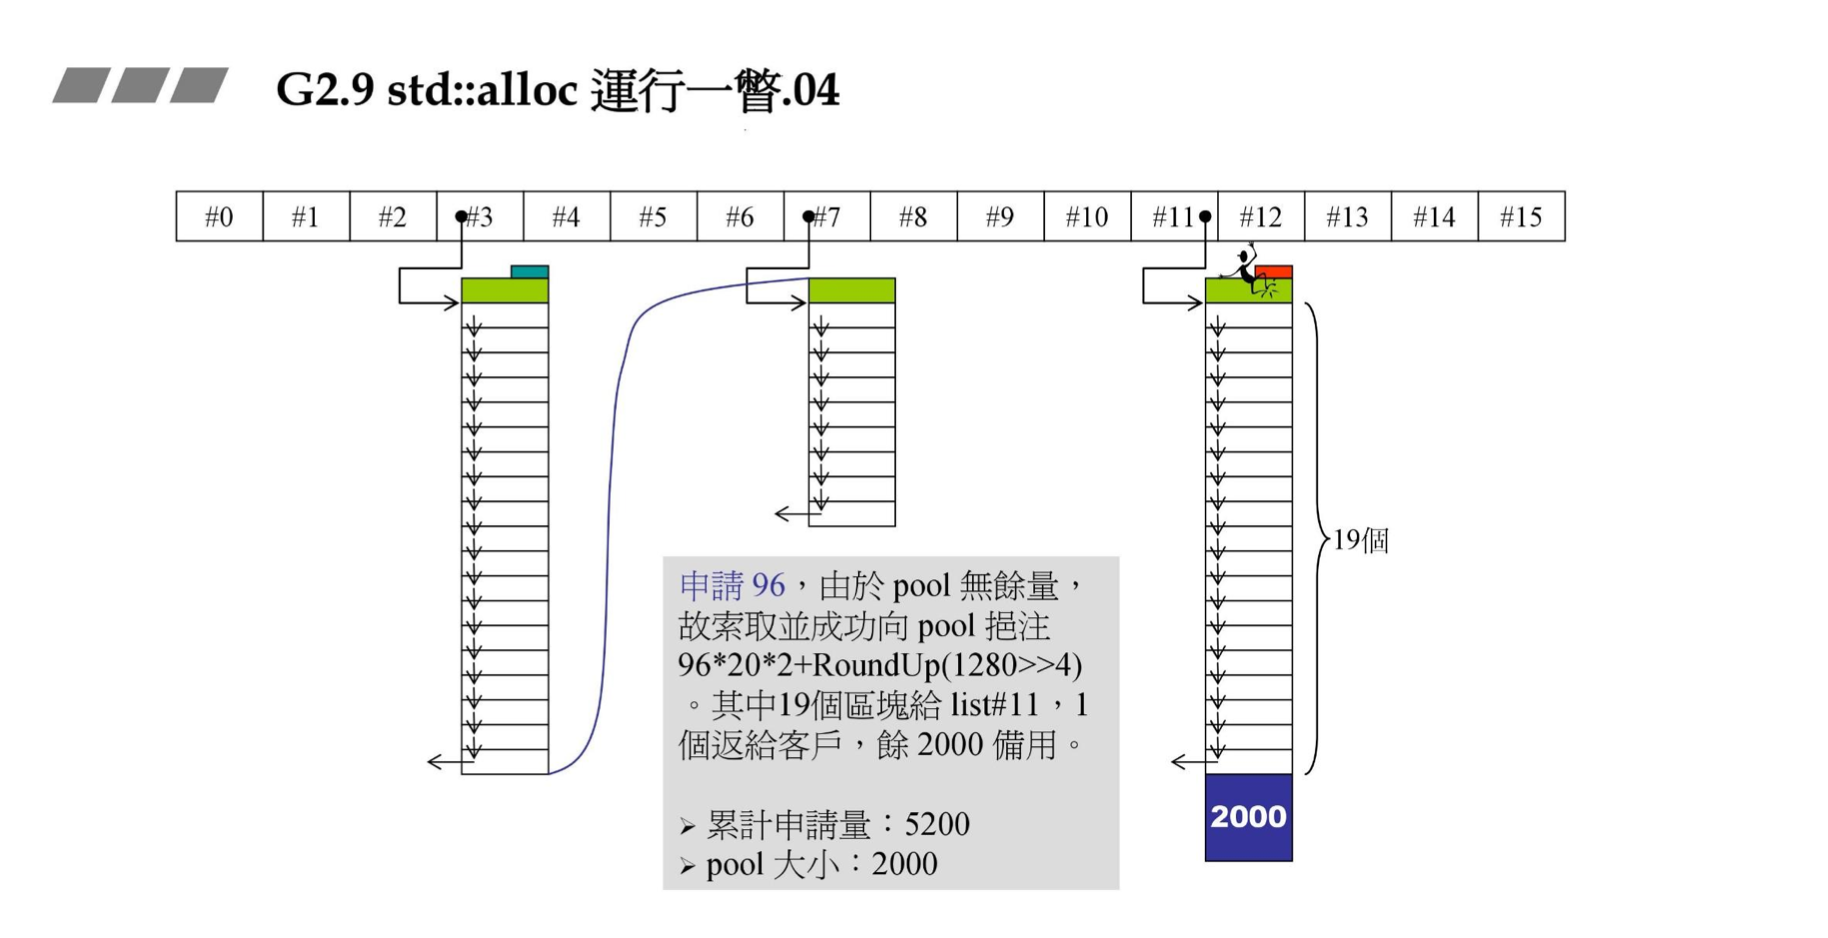 G2.9 std::alloc 運行一瞥.04
#0 #1 #2 #3 #4 #5 #6 #7 #8 #9 #10 #11 #12 #13 #14 #15
19個
申請 96，由於 pool 無餘量，
故索取並成功向 pool 挹注
96*20*2+RoundUp(1280>>4)
。其中19個區塊給 list#11，1
個返給客戶，餘 2000 備用。
➢ 累計申請量：5200
➢ pool 大小：2000
2000